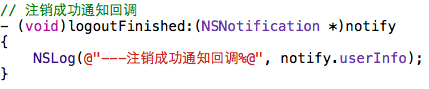 // 注销成功通知回调
- (void)logoutFinished:(NSNotification *)notify
{
    NSLog(@"---注销成功通知回调%@", notify.userInfo);
}